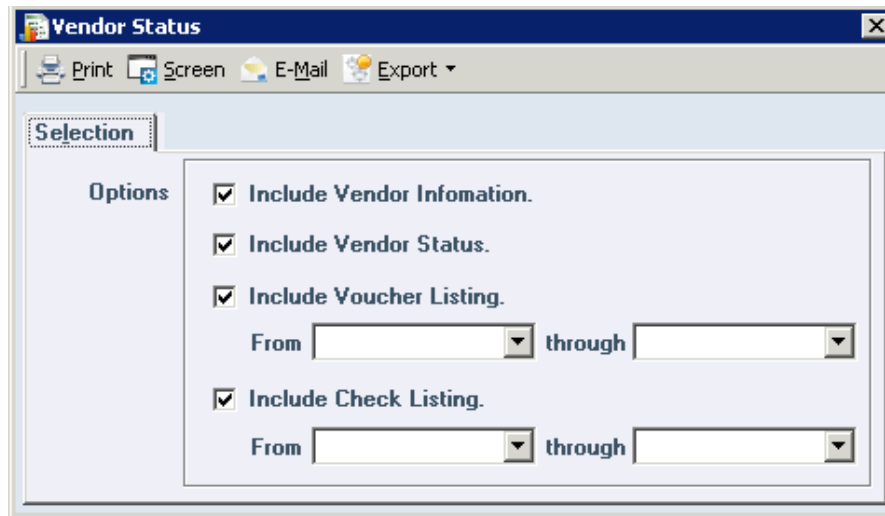 Vendor Status
Print Screen E-Mail Export
Selection
Options
Include Vendor Infomation.
Include Vendor Status.
Include Voucher Listing.
From through
Include Check Listing.
From through